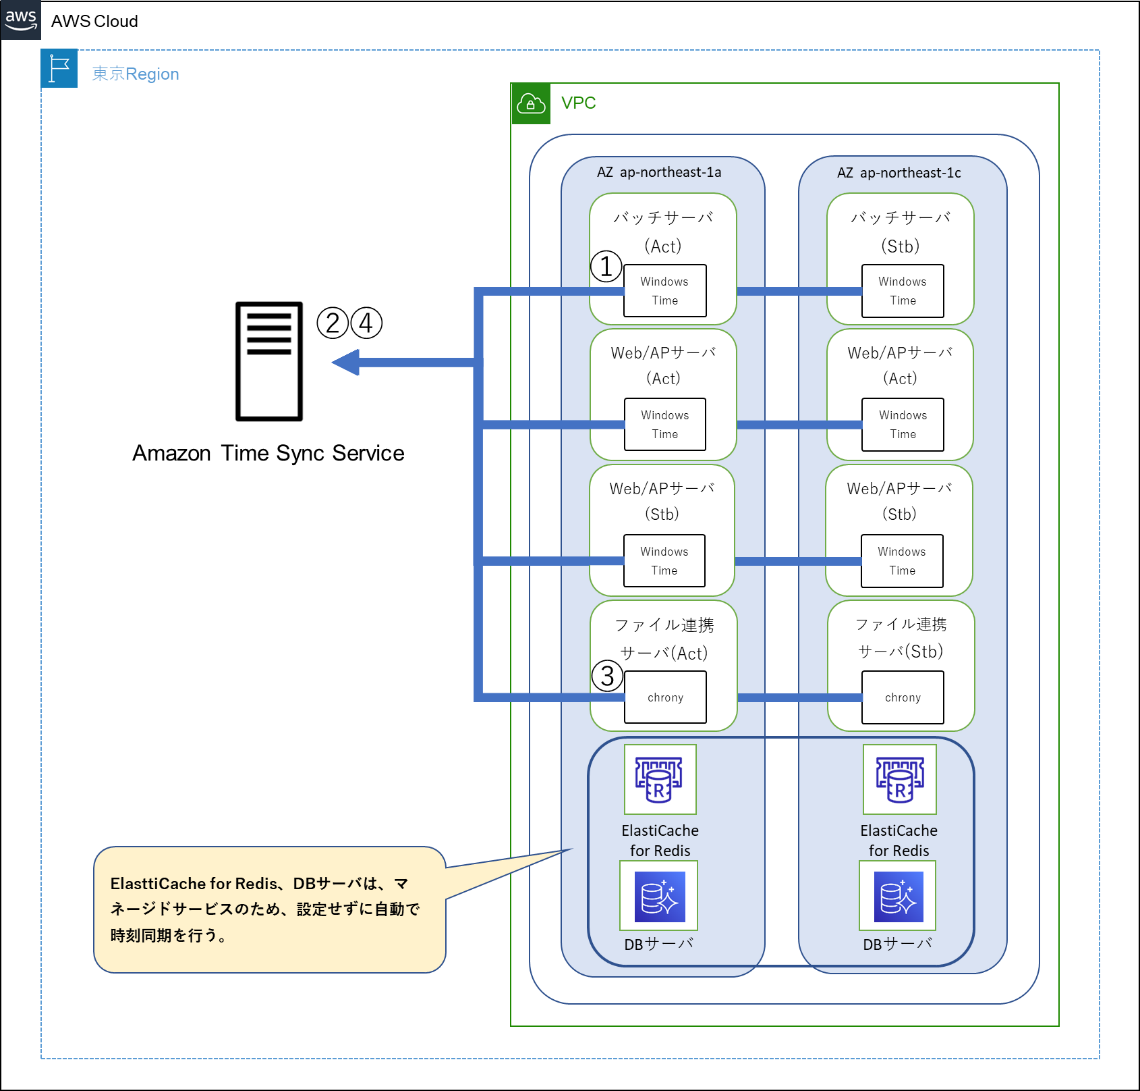 aws
AWS Cloud
東京Region
VPC
AZ ap-northeast-1a
AZ ap-northeast-1c
バッチサーバ
(Act)
①
Windows
Time
バッチサーバ
(Stb)
Windows
Time
②④
Amazon Time Sync Service
Web/APサーバ
(Act)
Windows
Time
Web/APサーバ
(Act)
Windows
Time
Web/APサーバ
(Stb)
Windows
Time
Web/APサーバ
(Stb)
Windows
Time
ファイル連携
サーバ(Act)
③
chrony
ファイル連携
サーバ(Stb)
chrony
R
ElastiCache
for Redis
R
ElastiCache
for Redis
DBサーバ
DBサーバ
ElasttiCache for Redis、DBサーバは、マ
ネージドサービスのため、設定せずに自動で
時刻同期を行う。